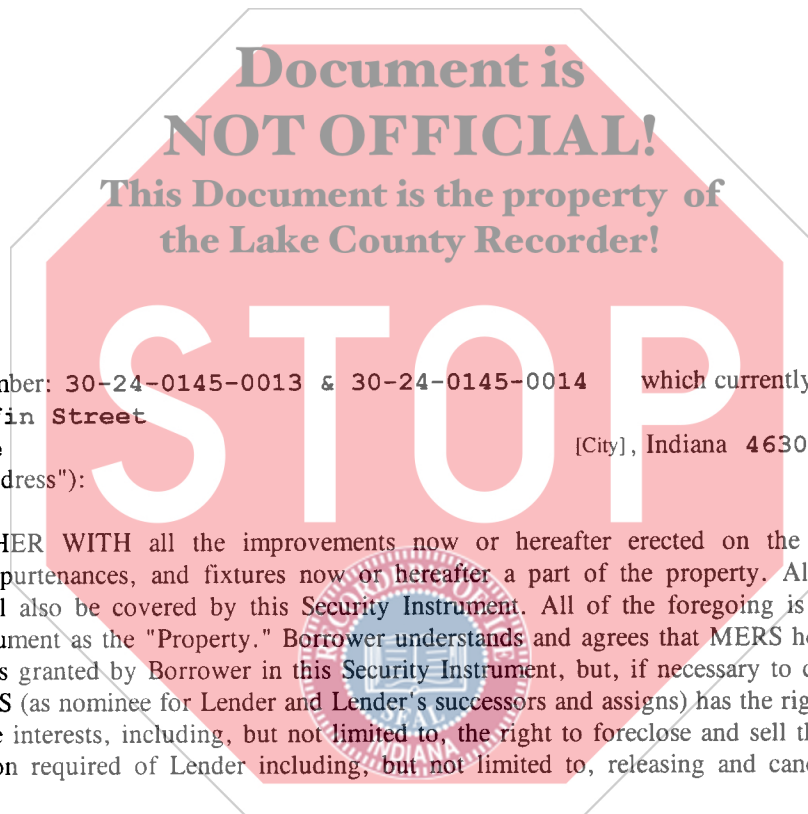 Document is
NOT OFFICIAL!
This Document is the property of
the Lake County Recorder!
STOP
nber: 30-24-0145-0013 & 30-24-0145-0014 which currently
fin Street
[City], Indiana 4630
dress"):
HER WITH all the improvements now or hereafter erected on the
purtenances, and fixtures now or hereafter a part of the property. Al
l also be covered by this Security Instrument. All of the foregoing is
ument as the "Property." Borrower understands and agrees that MERS h
s granted by Borrower in this Security Instrument, but, if necessary to c
S (as nominee for Lender and Lender's successors and assigns) has the rig
e interests, including, but not limited to, the right to foreclose and sell th
on required of Lender including, but not limited to, releasing and canc
SEAL
INDIANA